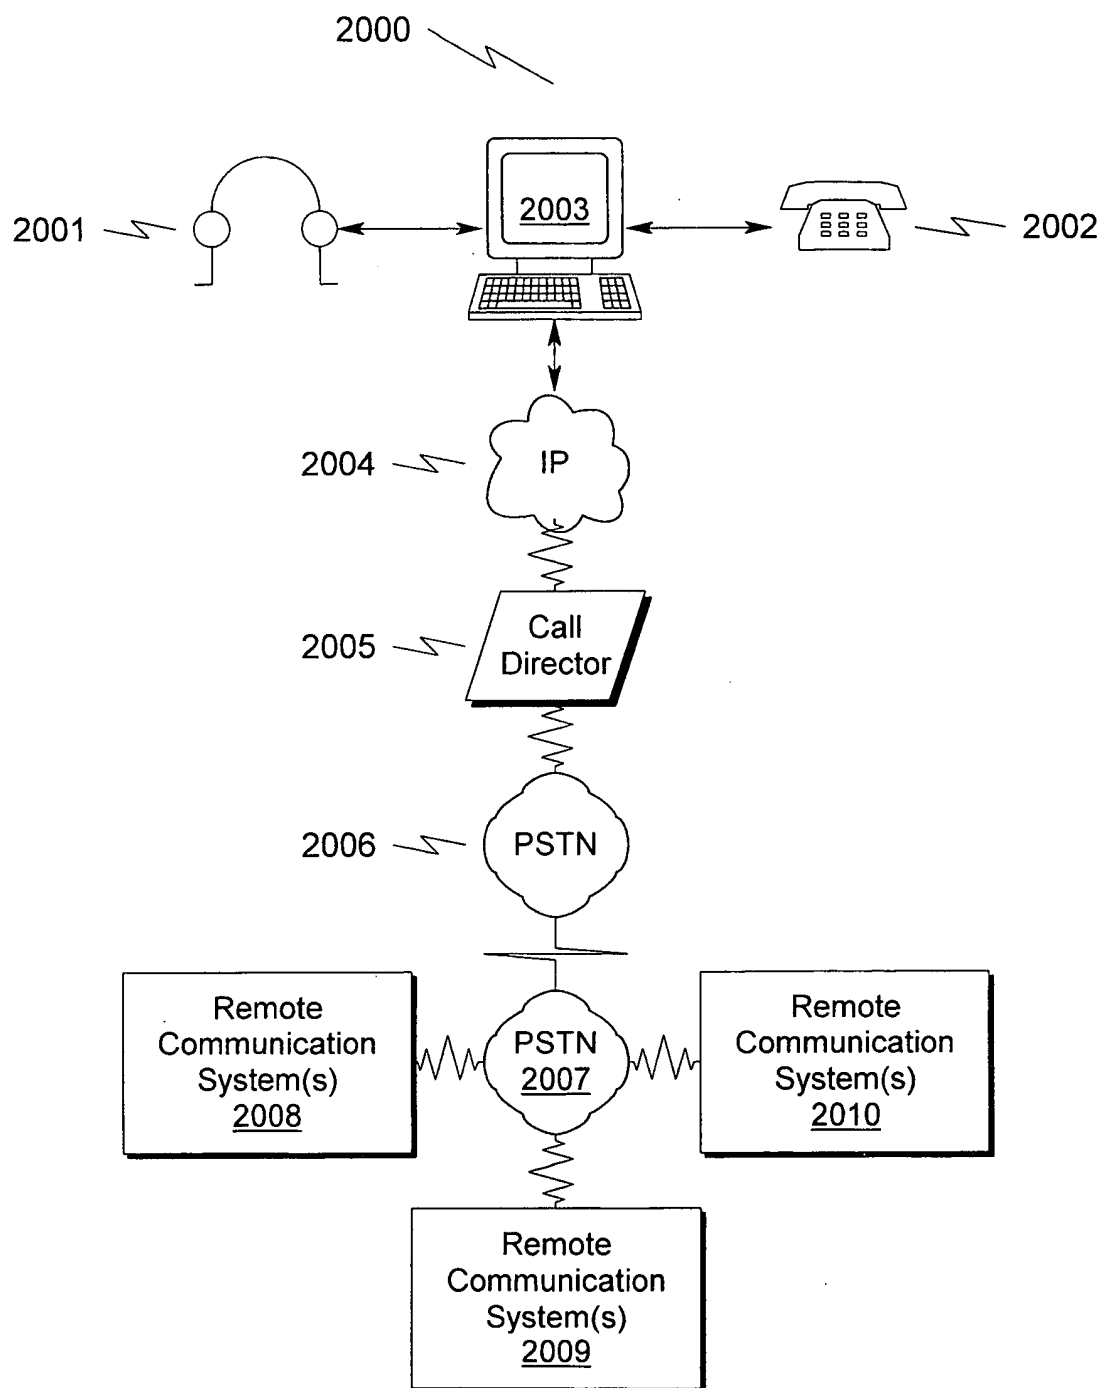 2000
2001
2003
2002
2004
IP
2005
Call
Director
2006
PSTN
Remote
Communication
System(s)
2008
PSTN
2007
Remote
Communication
System(s)
2010
Remote
Communication
System(s)
2009